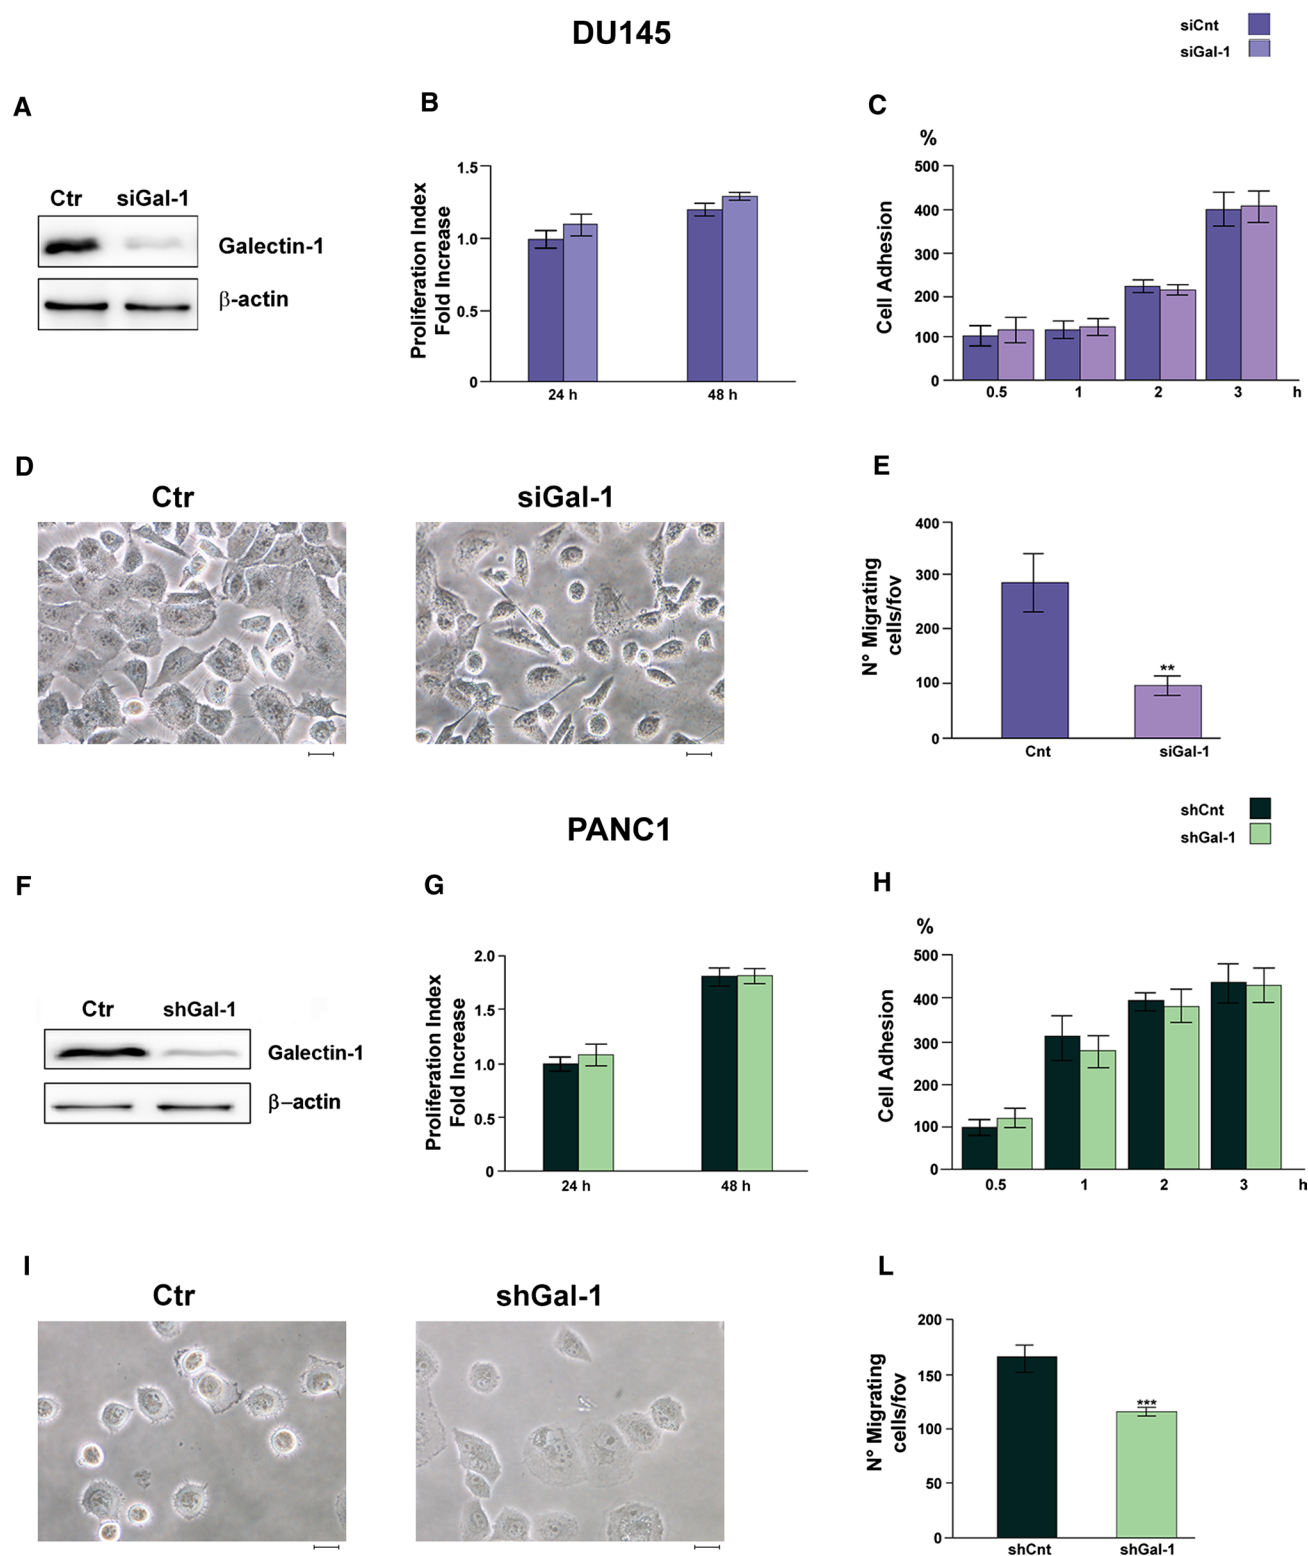 DU145
siCnt
siGal-1
A
Ctr siGal-1
Galectin-1
β-actin
B
Proliferation Index
Fold Increase
1.5
1.0
0.5
0
24 h 48 h
C
%
Cell Adhesion
500
400
300
200
100
0
0.5 1 2 3 h
D
Ctr siGal-1
E
N° Migrating
cells/fov
400
300
200
100
0
**
Cnt siGal-1
PANC1
shCnt
shGal-1
F
Ctr shGal-1
Galectin-1
β–actin
G
Proliferation Index
Fold Increase
2.0
1.5
1.0
0.5
0
24 h 48 h
H
%
Cell Adhesion
500
400
300
200
100
0
0.5 1 2 3 h
I
Ctr shGal-1
L
N° Migrating
cells/fov
200
150
100
50
0
***
shCnt shGal-1